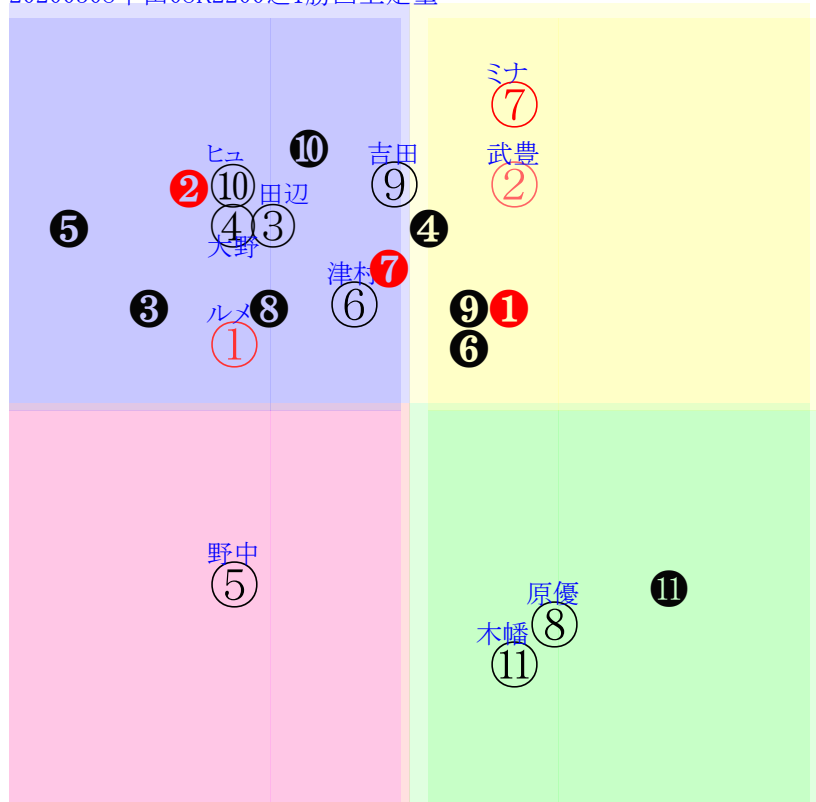 ミナ
⑦
❿
ヒュ
吉田
武豊
❷
⑩
田辺
⑨
②
❺
④
③
❹
大野
津村
❼
❸
ルメ
❽
⑥
❾
❶
①
❻
野中
⑤
原優
⓫
⑧
木幡
⑪